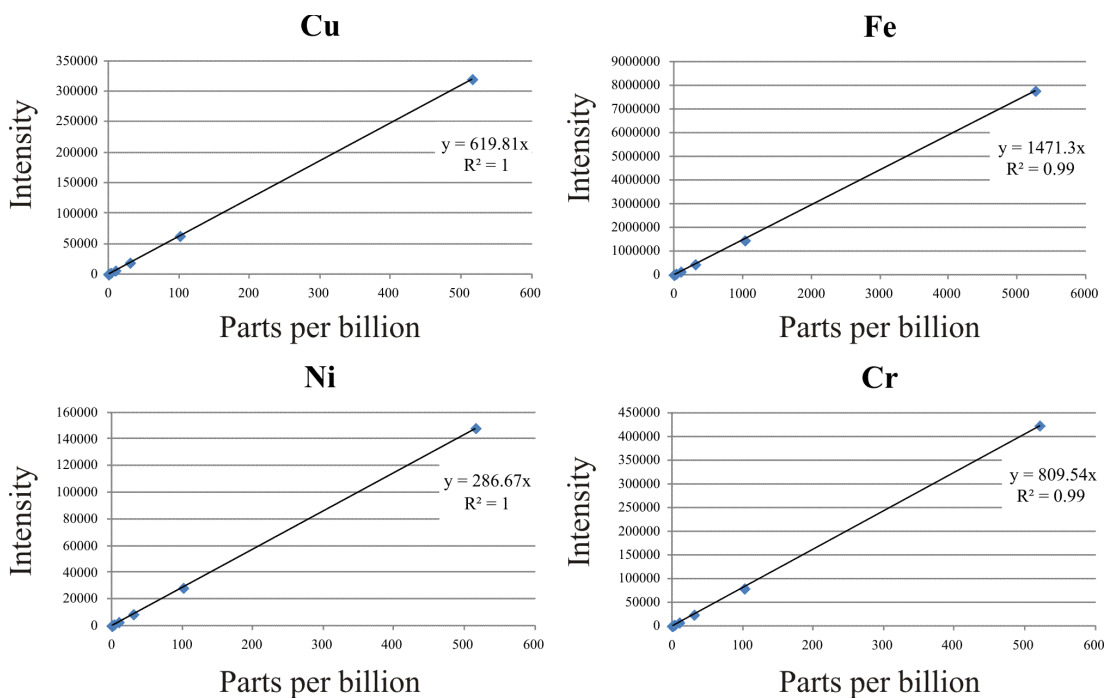 Cu
350000
300000
250000
200000
150000
100000
50000
0
Intensity
y = 619.81x
R² = 1
0 100 200 300 400 500 600
Parts per billion
Fe
9000000
8000000
7000000
6000000
5000000
4000000
3000000
2000000
1000000
0
Intensity
y = 1471.3x
R² = 0.99
0 1000 2000 3000 4000 5000 6000
Parts per billion
Ni
160000
140000
120000
100000
80000
60000
40000
20000
0
Intensity
y = 286.67x
R² = 1
0 100 200 300 400 500 600
Parts per billion
Cr
450000
400000
350000
300000
250000
200000
150000
100000
50000
0
Intensity
y = 809.54x
R² = 0.99
0 100 200 300 400 500 600
Parts per billion